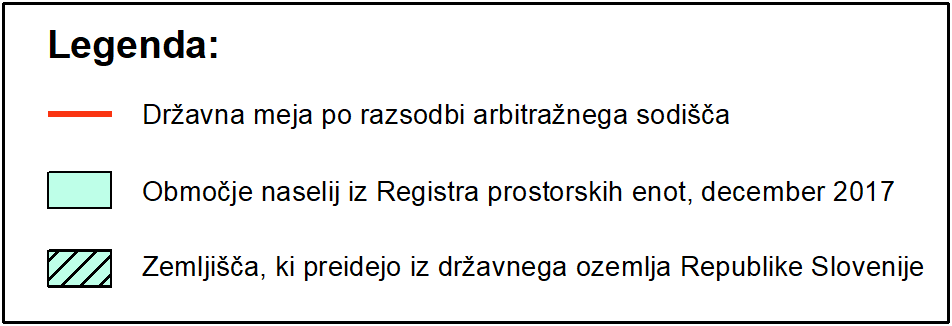 Legenda:
Državna meja po razsodbi arbitražnega sodišča
Območje naselij iz Registra prostorskih enot, december 2017
Zemljišča, ki preidejo iz državnega ozemlja Republike Slovenije